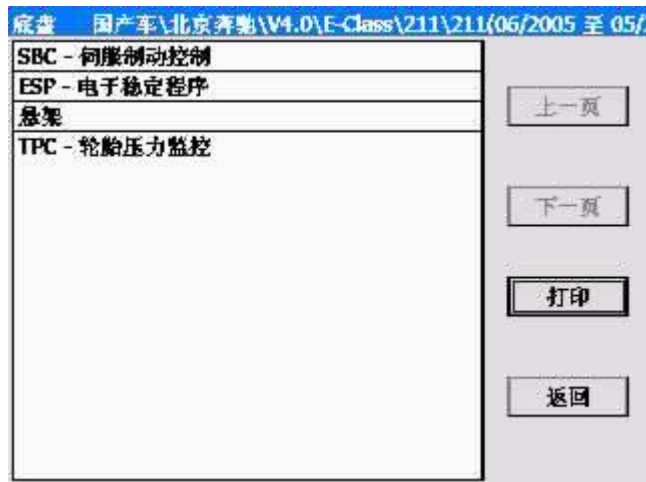 底盘 国产车\北京奔驰\V4.0\E-Class\211\211(06/2005 至 05/
SBC - 伺服制动控制
ESP - 电子稳定程序
悬架
TPC - 轮胎压力监控
上一页
下一页
打印
返回